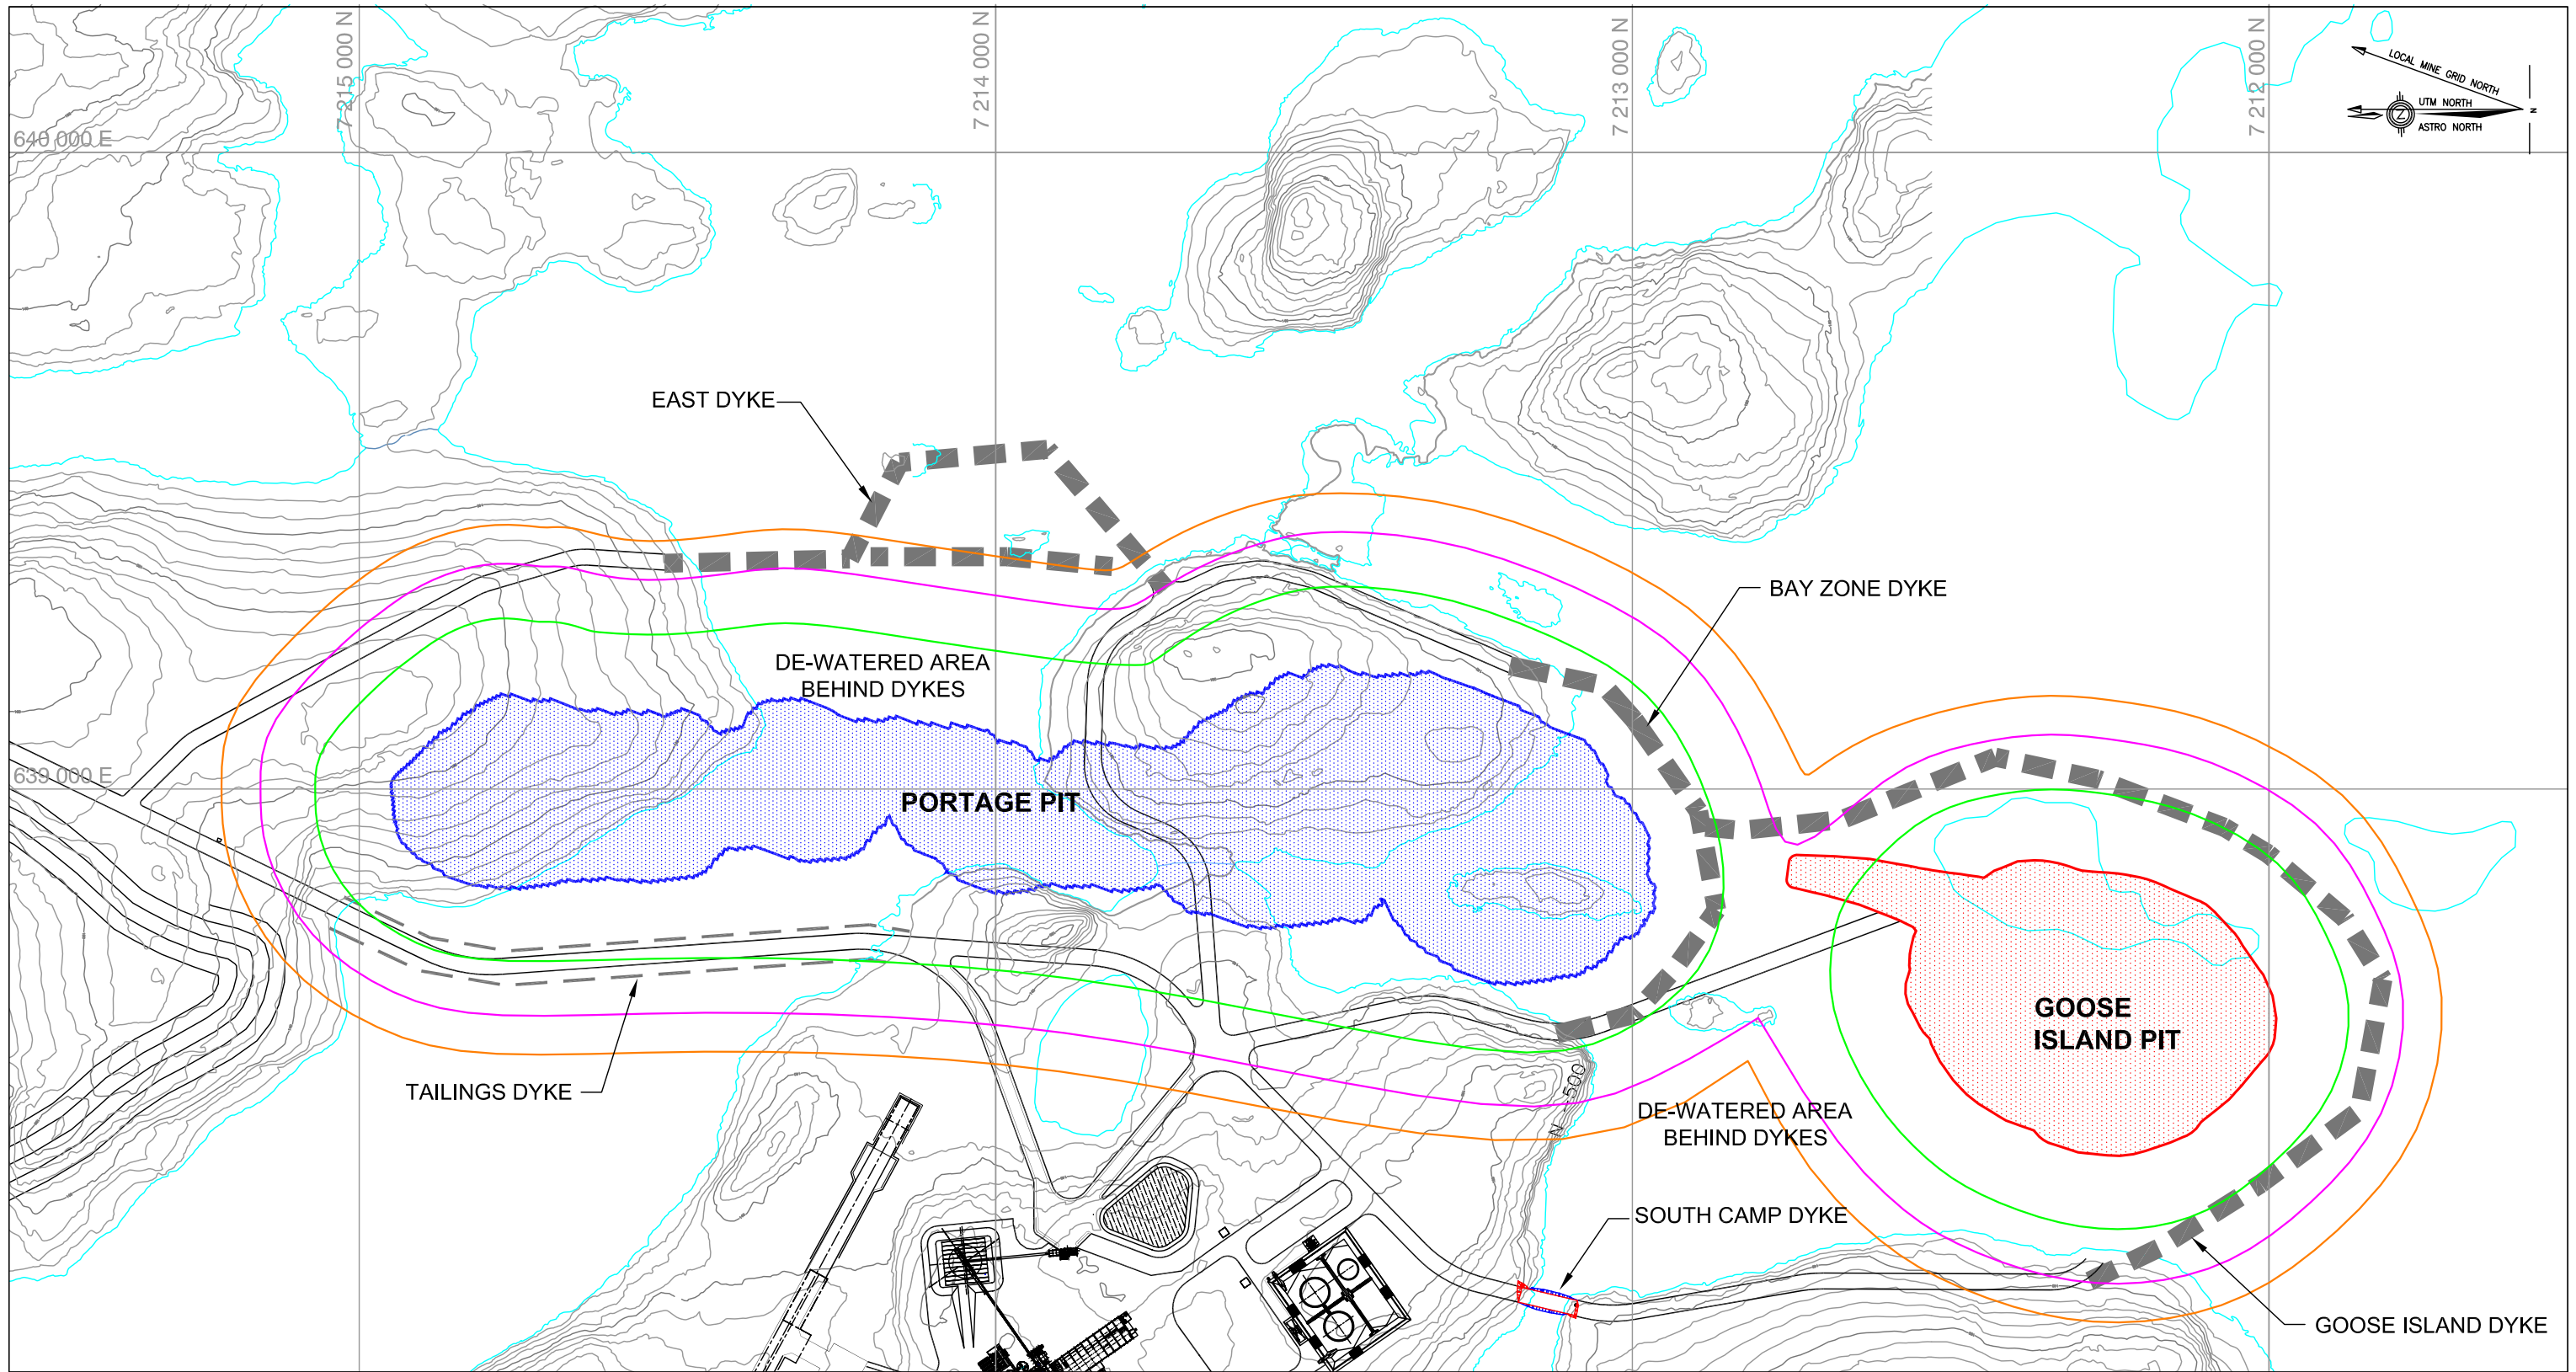 7 215 000 N
7 214 000 N
7 213 000 N
7 212 000 N
LOCAL MINE GRID NORTH
UTM NORTH
ASTRO NORTH
Z
N
640 000 E
EAST DYKE
BAY ZONE DYKE
DE-WATERED AREA
BEHIND DYKES
639 000 E
PORTAGE PIT
GOOSE
ISLAND PIT
TAILINGS DYKE
N -500
DE-WATERED AREA
BEHIND DYKES
SOUTH CAMP DYKE
GOOSE ISLAND DYKE